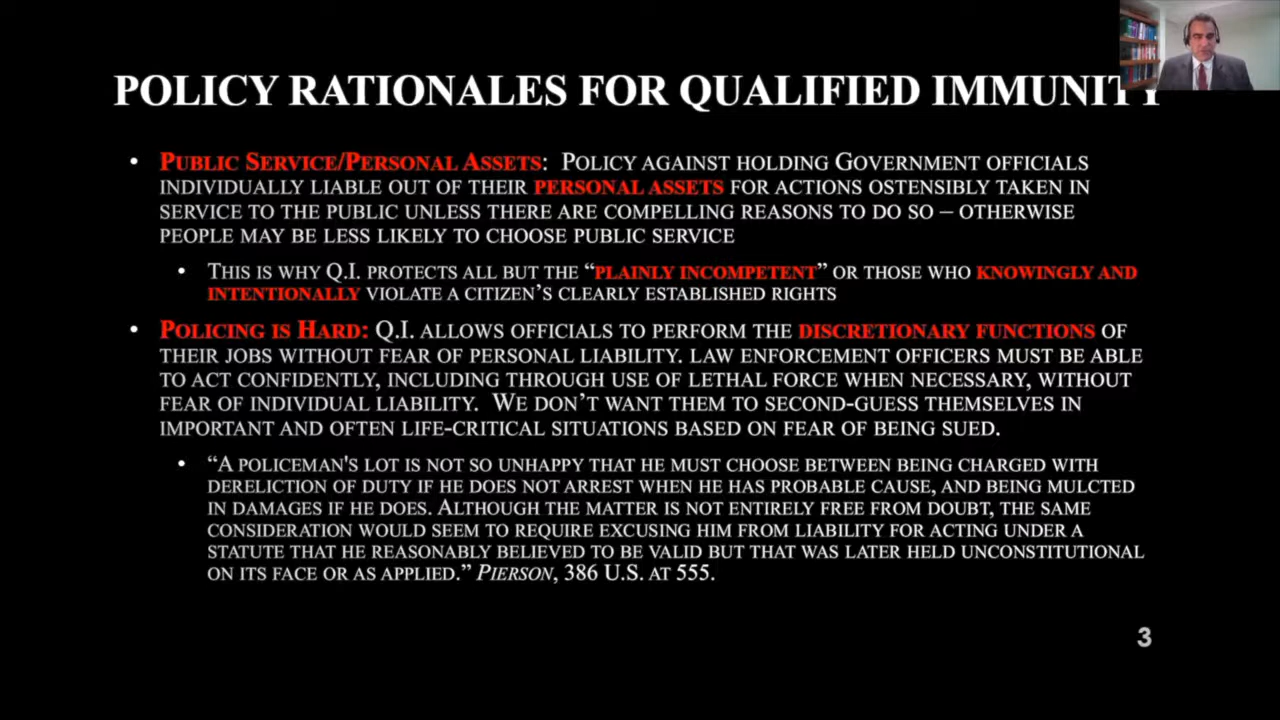 POLICY RATIONALES FOR QUALIFIED IMMUNITY
• PUBLIC SERVICE/PERSONAL ASSETS: POLICY AGAINST HOLDING GOVERNMENT OFFICIALS
INDIVIDUALLY LIABLE OUT OF THEIR PERSONAL ASSETS FOR ACTIONS OSTENSIBLY TAKEN IN
SERVICE TO THE PUBLIC UNLESS THERE ARE COMPELLING REASONS TO DO SO – OTHERWISE
PEOPLE MAY BE LESS LIKELY TO CHOOSE PUBLIC SERVICE
• THIS IS WHY Q.I. PROTECTS ALL BUT THE “PLAINLY INCOMPETENT” OR THOSE WHO KNOWINGLY AND
INTENTIONALLY VIOLATE A CITIZEN’S CLEARLY ESTABLISHED RIGHTS
• POLICING IS HARD: Q.I. ALLOWS OFFICIALS TO PERFORM THE DISCRETIONARY FUNCTIONS OF
THEIR JOBS WITHOUT FEAR OF PERSONAL LIABILITY. LAW ENFORCEMENT OFFICERS MUST BE ABLE
TO ACT CONFIDENTLY, INCLUDING THROUGH USE OF LETHAL FORCE WHEN NECESSARY, WITHOUT
FEAR OF INDIVIDUAL LIABILITY. WE DON’T WANT THEM TO SECOND-GUESS THEMSELVES IN
IMPORTANT AND OFTEN LIFE-CRITICAL SITUATIONS BASED ON FEAR OF BEING SUED.
• “A POLICEMAN'S LOT IS NOT SO UNHAPPY THAT HE MUST CHOOSE BETWEEN BEING CHARGED WITH
DERELICTION OF DUTY IF HE DOES NOT ARREST WHEN HE HAS PROBABLE CAUSE, AND BEING MULCTED
IN DAMAGES IF HE DOES. ALTHOUGH THE MATTER IS NOT ENTIRELY FREE FROM DOUBT, THE SAME
CONSIDERATION WOULD SEEM TO REQUIRE EXCUSING HIM FROM LIABILITY FOR ACTING UNDER A
STATUTE THAT HE REASONABLY BELIEVED TO BE VALID BUT THAT WAS LATER HELD UNCONSTITUTIONAL
ON ITS FACE OR AS APPLIED.” PIERSON, 386 U.S. AT 555.
3